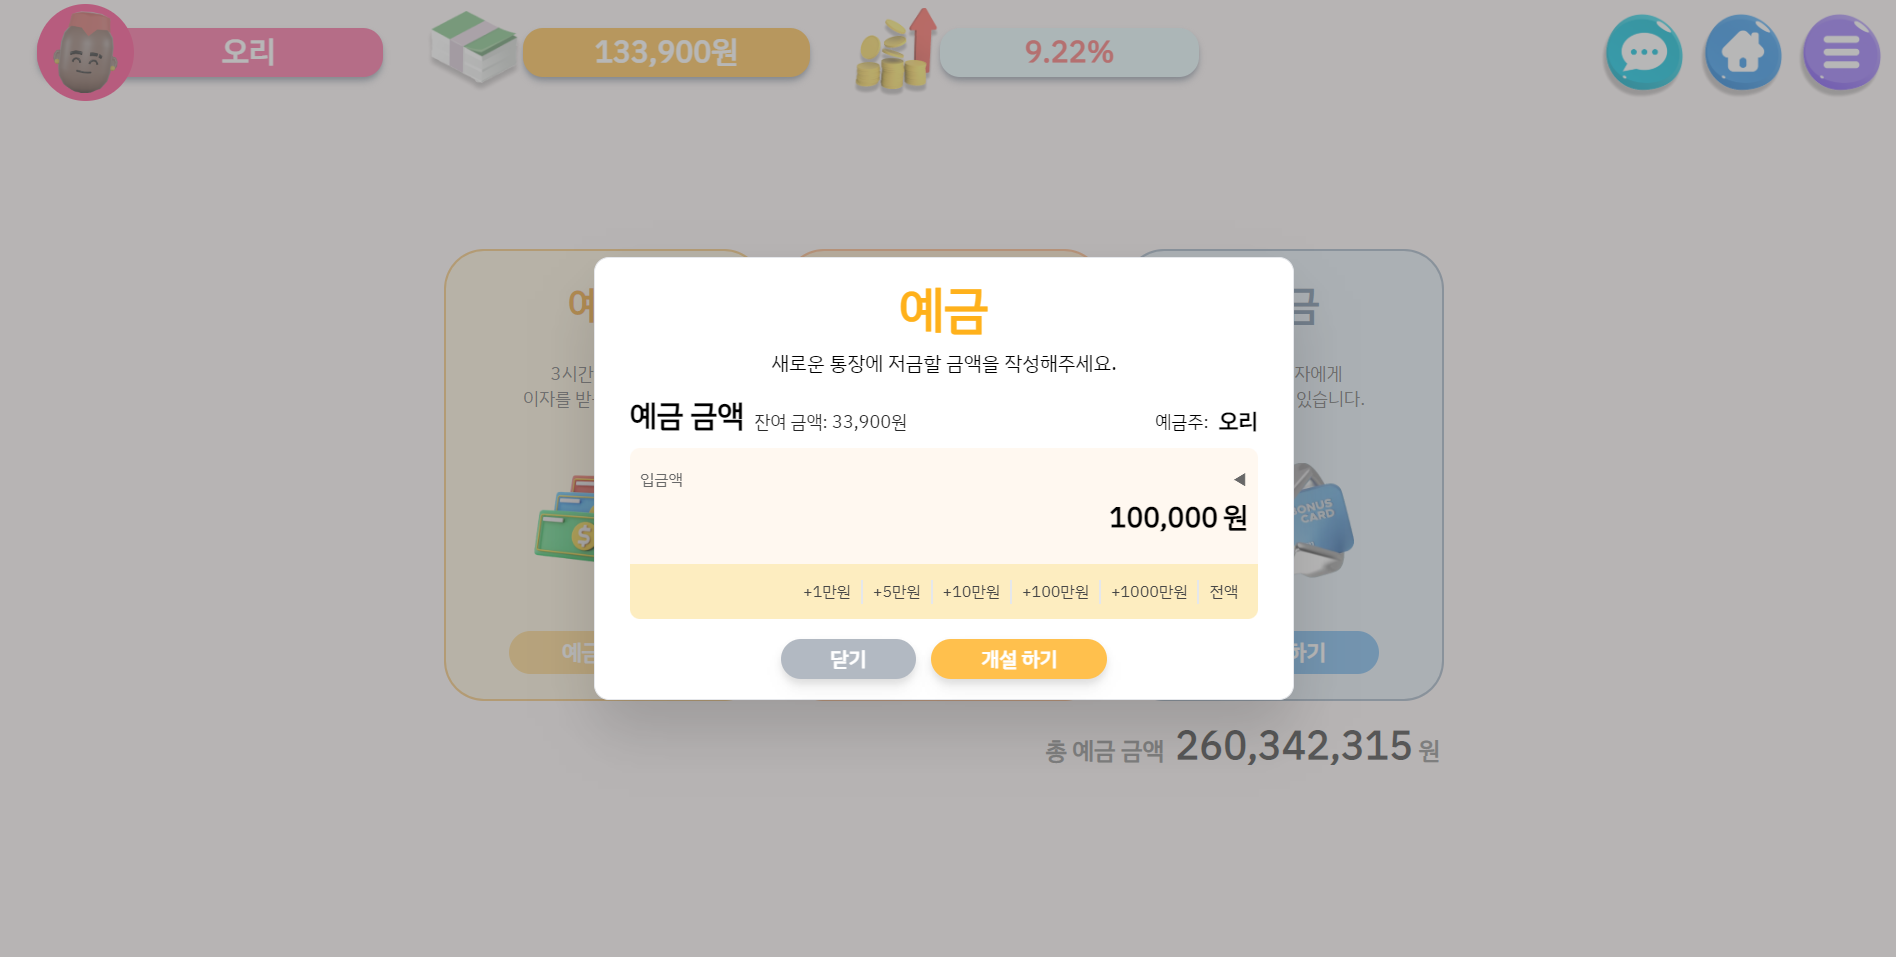 오리
133,900원
9.22%
예금
새로운 통장에 저금할 금액을 작성해주세요.
예금 금액 잔여 금액: 33,900원 예금주: 오리
입금액 ◀
100,000 원
+1만원 +5만원 +10만원 +100만원 +1000만원 전액
닫기 개설 하기
3시간
이자를 받
예금
$
금
자에게
있습니다.
BONUS
CARD
하기
총 예금 금액 260,342,315 원